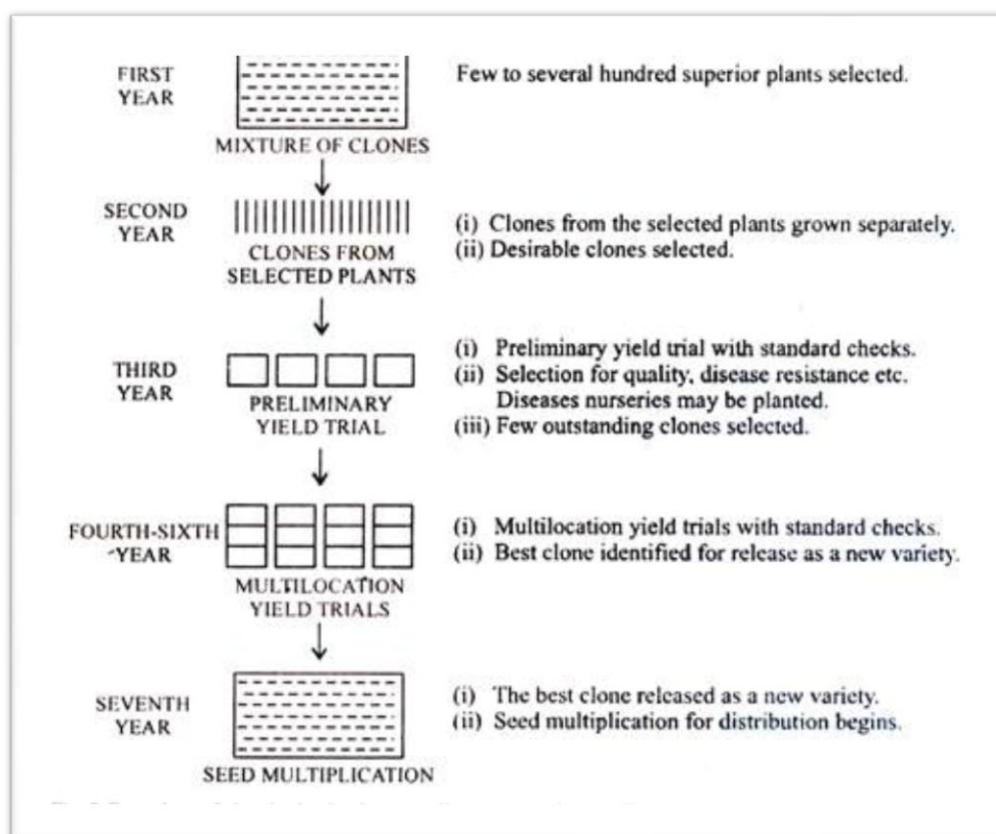 FIRST
YEAR
Few to several hundred superior plants selected.
MIXTURE OF CLONES
SECOND
YEAR
(i) Clones from the selected plants grown separately.
(ii) Desirable clones selected.
CLONES FROM
SELECTED PLANTS
THIRD
YEAR
(i) Preliminary yield trial with standard checks.
(ii) Selection for quality, disease resistance etc.
Diseases nurseries may be planted.
(iii) Few outstanding clones selected.
PRELIMINARY
YIELD TRIAL
FOURTH-SIXTH
YEAR
(i) Multilocation yield trials with standard checks.
(ii) Best clone identified for release as a new variety.
MULTILOCATION
YIELD TRIALS
SEVENTH
YEAR
(i) The best clone released as a new variety.
(ii) Seed multiplication for distribution begins.
SEED MULTIPLICATION